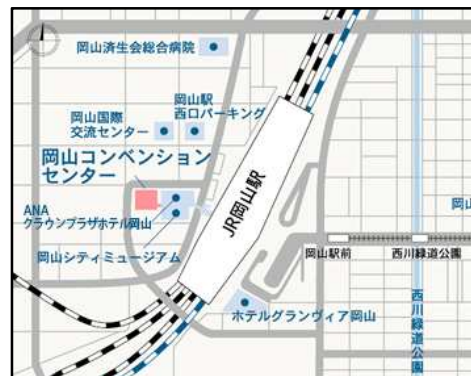 岡山済生会総合病院
岡山駅
西口パーキング
岡山国際
交流センター
岡山コンベンション
センター
ANA
クラウンプラザホテル岡山
岡山シティミュージアム
JR岡山駅
岡山
岡山駅前
西川緑道公園
西川緑道公園
ホテルグランヴィア岡山